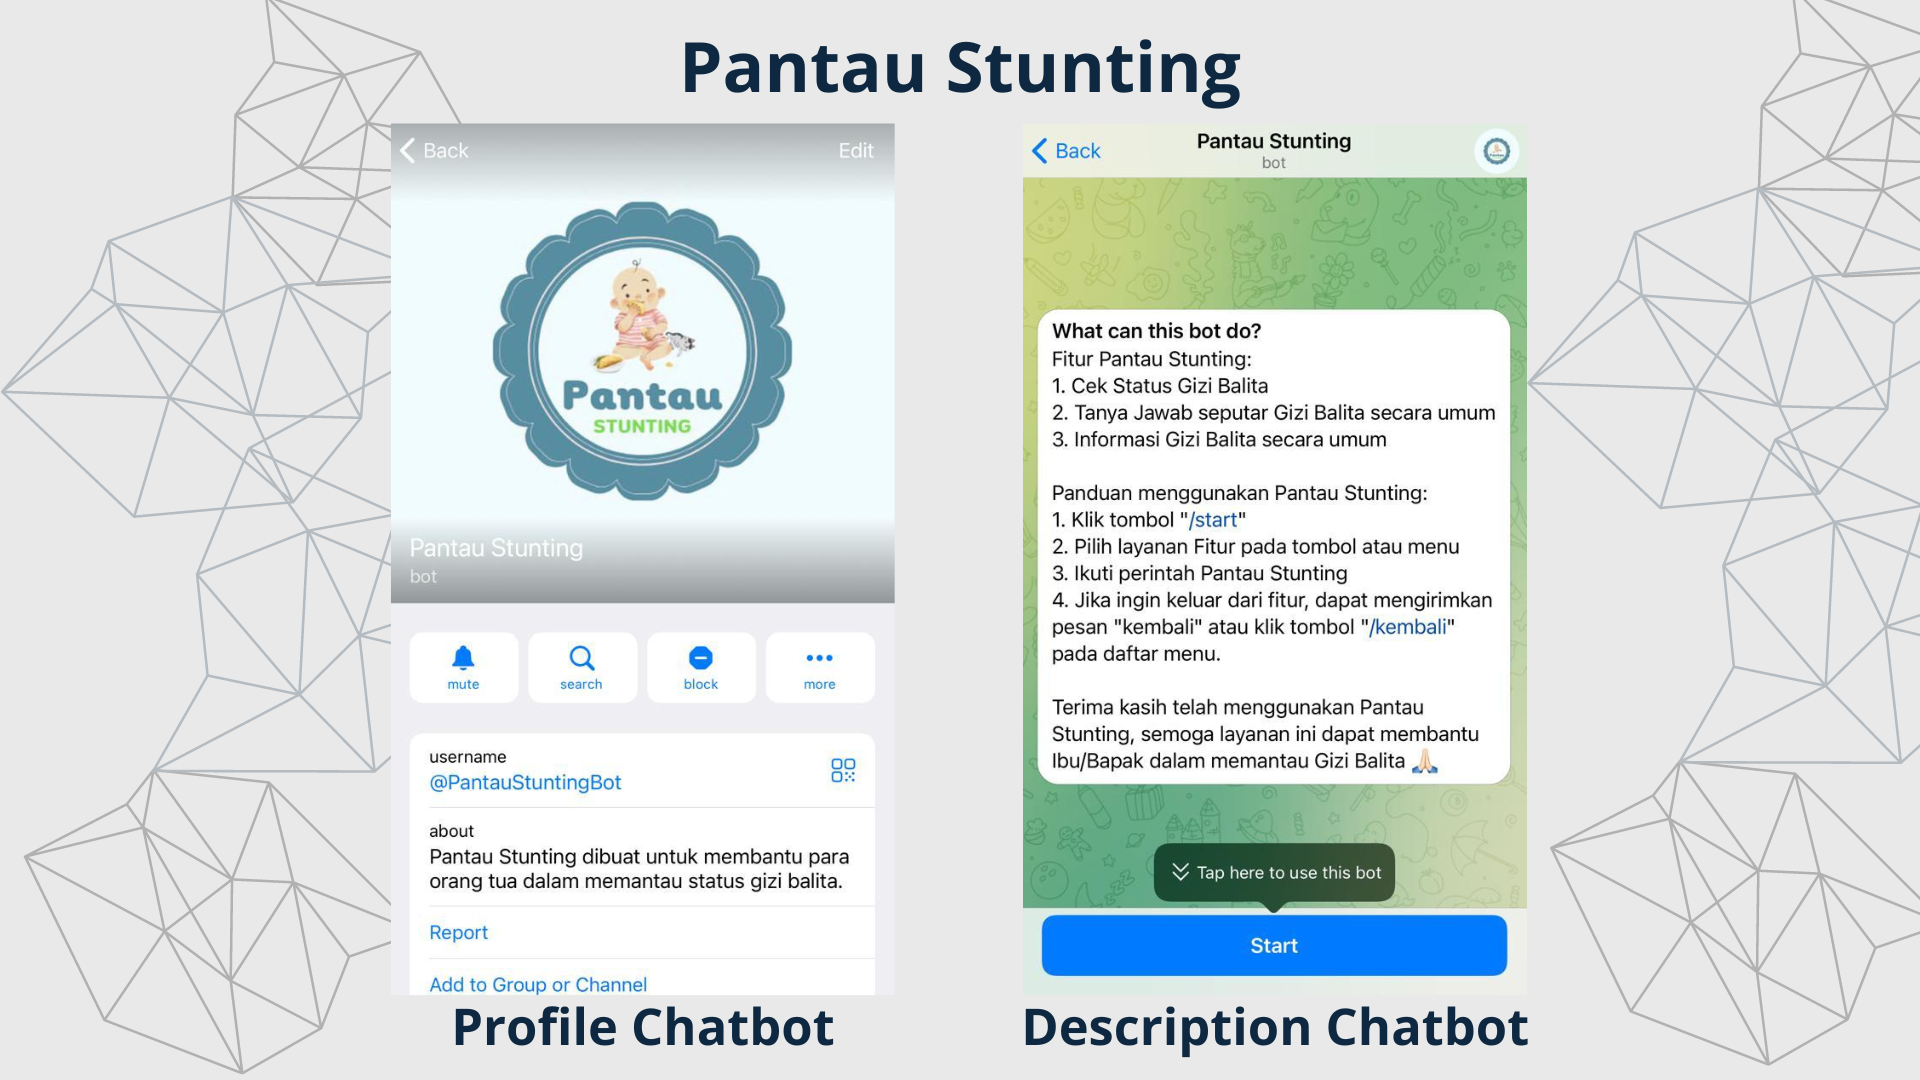 Pantau Stunting
Back
Edit
Pantau
STUNTING
Pantau Stunting
bot
mute
search
block
more
username
@PantauStuntingBot
about
Pantau Stunting dibuat untuk membantu para
orang tua dalam memantau status gizi balita.
Report
Add to Group or Channel
Profile Chatbot
Back
Pantau Stunting
bot
What can this bot do?
Fitur Pantau Stunting:
1. Cek Status Gizi Balita
2. Tanya Jawab seputar Gizi Balita secara umum
3. Informasi Gizi Balita secara umum
Panduan menggunakan Pantau Stunting:
1. Klik tombol "/start"
2. Pilih layanan Fitur pada tombol atau menu
3. Ikuti perintah Pantau Stunting
4. Jika ingin keluar dari fitur, dapat mengirimkan
pesan "kembali" atau klik tombol "/kembali"
pada daftar menu.
Terima kasih telah menggunakan Pantau
Stunting, semoga layanan ini dapat membantu
Ibu/Bapak dalam memantau Gizi Balita 🙏🏻
Tap here to use this bot
Start
Description Chatbot